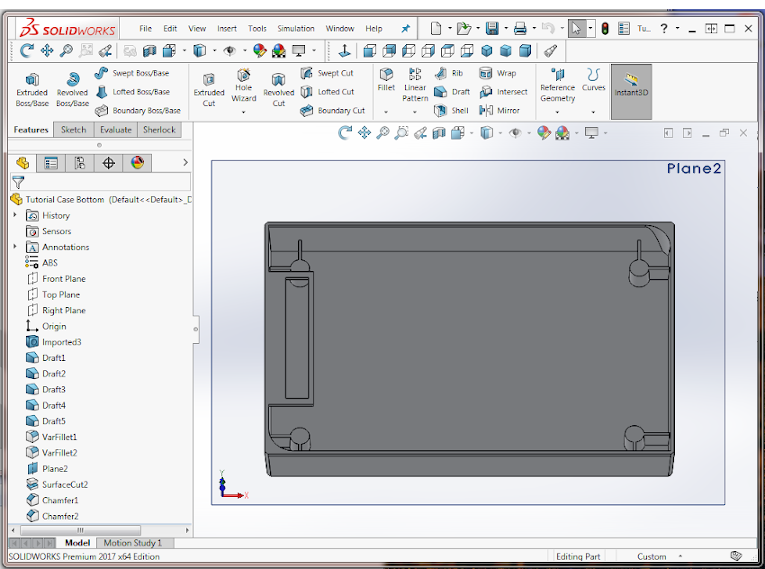 SOLIDWORKS File Edit View Insert Tools Simulation Window Help Tu... ?
Extruded Boss/Base
Revolved Boss/Base
Swept Boss/Base
Lofted Boss/Base
Boundary Boss/Base
Extruded Cut
Hole Wizard
Revolved Cut
Swept Cut
Lofted Cut
Boundary Cut
Fillet
Linear Pattern
Rib
Draft
Shell
Wrap
Intersect
Mirror
Reference Geometry
Curves
Instant3D
Features Sketch Evaluate Sherlock
Plane2
Tutorial Case Bottom (Default<<Default>_D
History
Sensors
Annotations
ABS
Front Plane
Top Plane
Right Plane
Origin
Imported3
Draft1
Draft2
Draft3
Draft4
Draft5
VarFillet1
VarFillet2
Plane2
SurfaceCut2
Chamfer1
Chamfer2
Y
X
Model Motion Study 1
SOLIDWORKS Premium 2017 x64 Edition Editing Part Custom